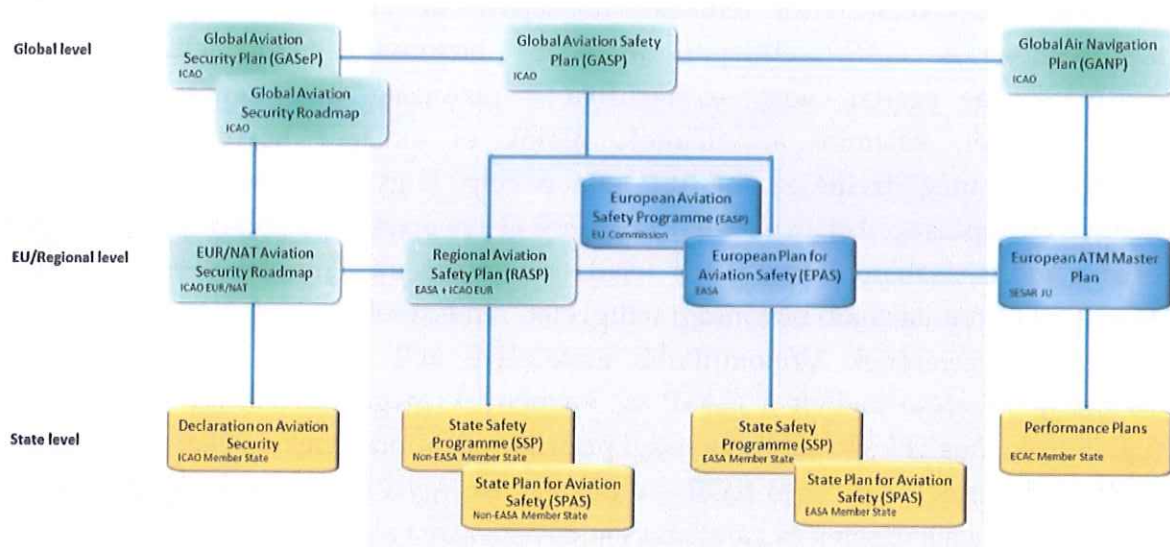 Global level
Global Aviation
Security Plan (GASeP)
ICAO
Global Aviation
Security Roadmap
ICAO
Global Aviation Safety
Plan (GASP)
ICAO
Global Air Navigation
Plan (GANP)
ICAO
EU/Regional level
European Aviation
Safety Programme (EASP)
EU Commission
EUR/NAT Aviation
Security Roadmap
ICAO EUR/NAT
Regional Aviation
Safety Plan (RASP)
EASA + ICAO EUR
European Plan for
Aviation Safety (EPAS)
EASA
European ATM Master
Plan
SESAR JU
State level
Declaration on Aviation
Security
ICAO Member State
State Safety
Programme (SSP)
Non-EASA Member State
State Plan for Aviation
Safety (SPAS)
Non-EASA Member State
State Safety
Programme (SSP)
EASA Member State
State Plan for Aviation
Safety (SPAS)
EASA Member State
Performance Plans
ECAC Member State